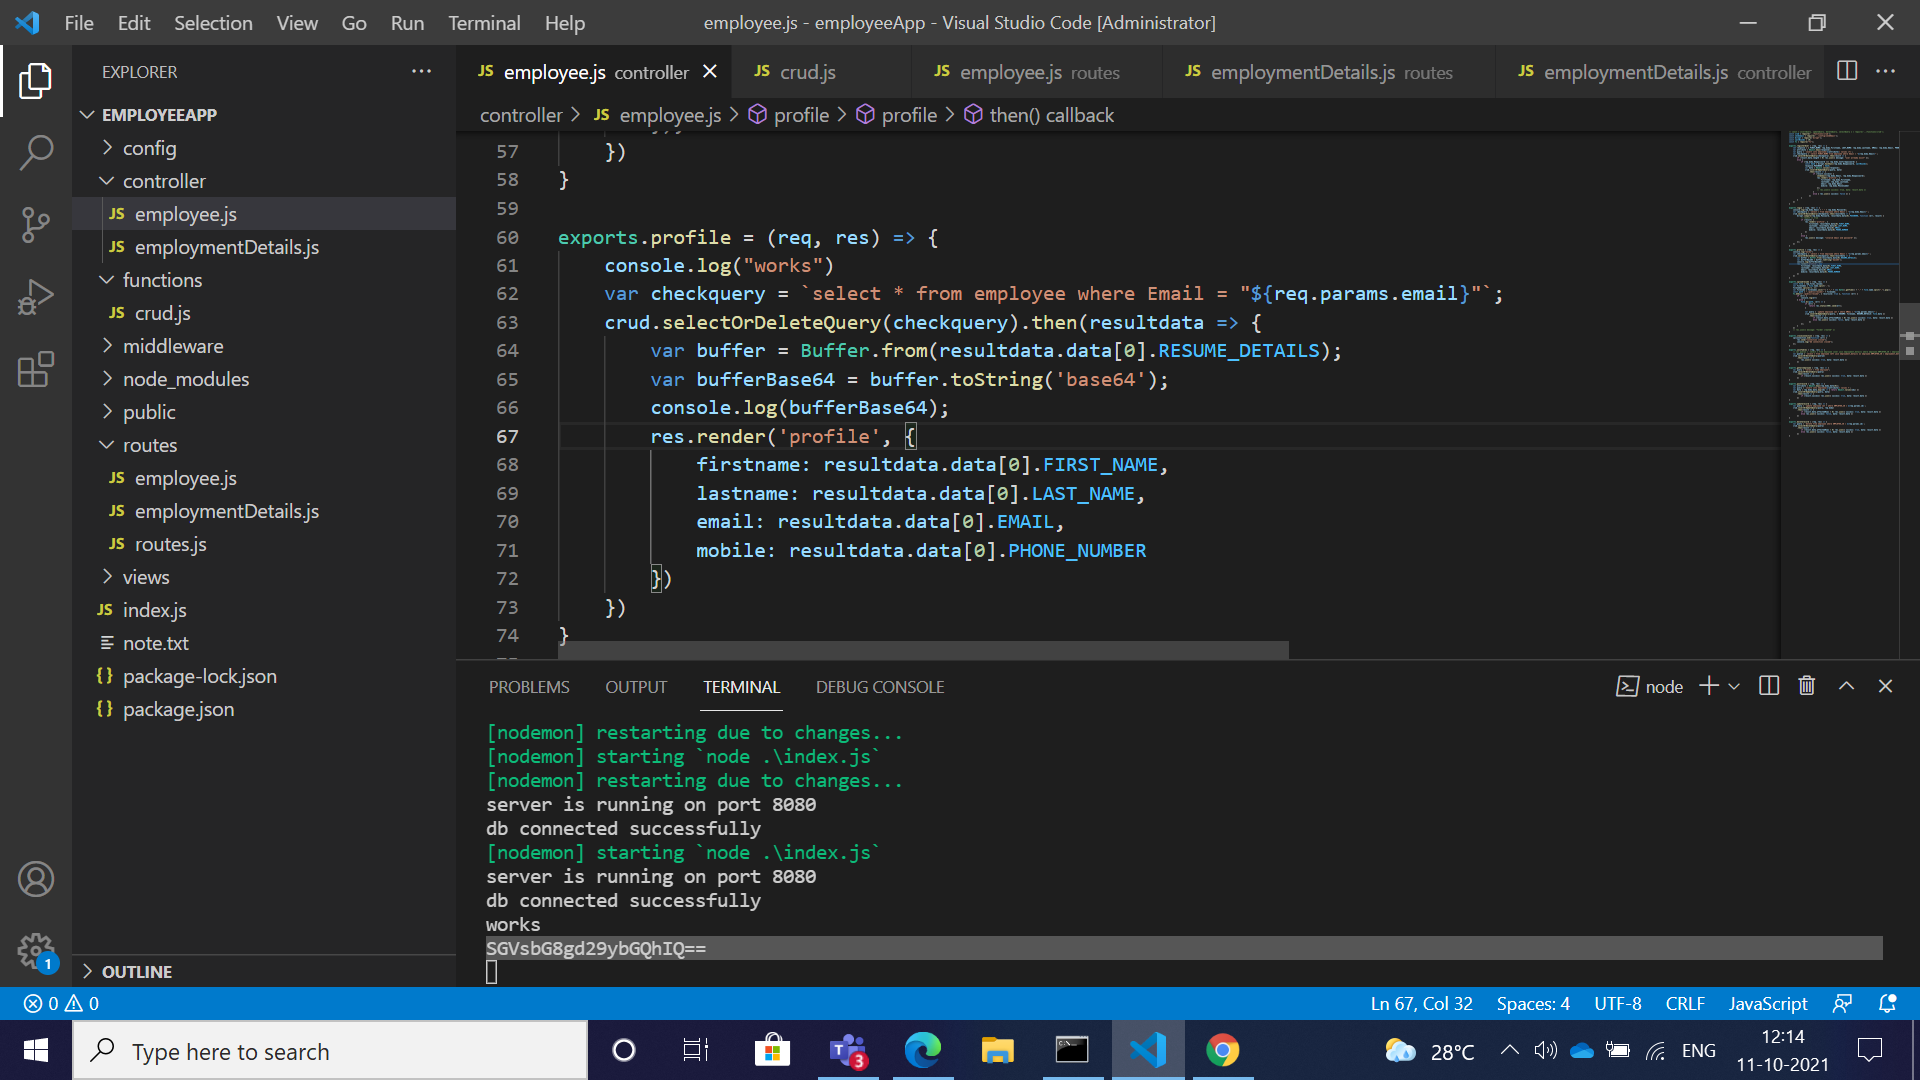 File Edit Selection View Go Run Terminal Help employee.js - employeeApp - Visual Studio Code [Administrator]
EXPLORER ···
EMPLOYEEAPP
config
controller
JS employee.js
JS employmentDetails.js
functions
JS crud.js
middleware
node_modules
public
routes
JS employee.js
JS employmentDetails.js
JS routes.js
views
JS index.js
note.txt
{} package-lock.json
{} package.json
OUTLINE
1
JS employee.js controller JS crud.js JS employee.js routes JS employmentDetails.js routes JS employmentDetails.js controller
controller > JS employee.js > profile > profile > then() callback
57 })
58 }
59
60 exports.profile = (req, res) => {
61 console.log("works")
62 var checkquery = `select * from employee where Email = "${req.params.email}"`;
63 crud.selectOrDeleteQuery(checkquery).then(resultdata => {
64 var buffer = Buffer.from(resultdata.data[0].RESUME_DETAILS);
65 var bufferBase64 = buffer.toString('base64');
66 console.log(bufferBase64);
67 res.render('profile', {
68 firstname: resultdata.data[0].FIRST_NAME,
69 lastname: resultdata.data[0].LAST_NAME,
70 email: resultdata.data[0].EMAIL,
71 mobile: resultdata.data[0].PHONE_NUMBER
72 })
73 })
74 }
PROBLEMS OUTPUT TERMINAL DEBUG CONSOLE node
[nodemon] restarting due to changes...
[nodemon] starting `node .\index.js`
[nodemon] restarting due to changes...
server is running on port 8080
db connected successfully
[nodemon] starting `node .\index.js`
server is running on port 8080
db connected successfully
works
SGVsbG8gd29ybGQhIQ==
0 0 Ln 67, Col 32 Spaces: 4 UTF-8 CRLF JavaScript
Type here to search T 3 28°C ENG 12:14
11-10-2021